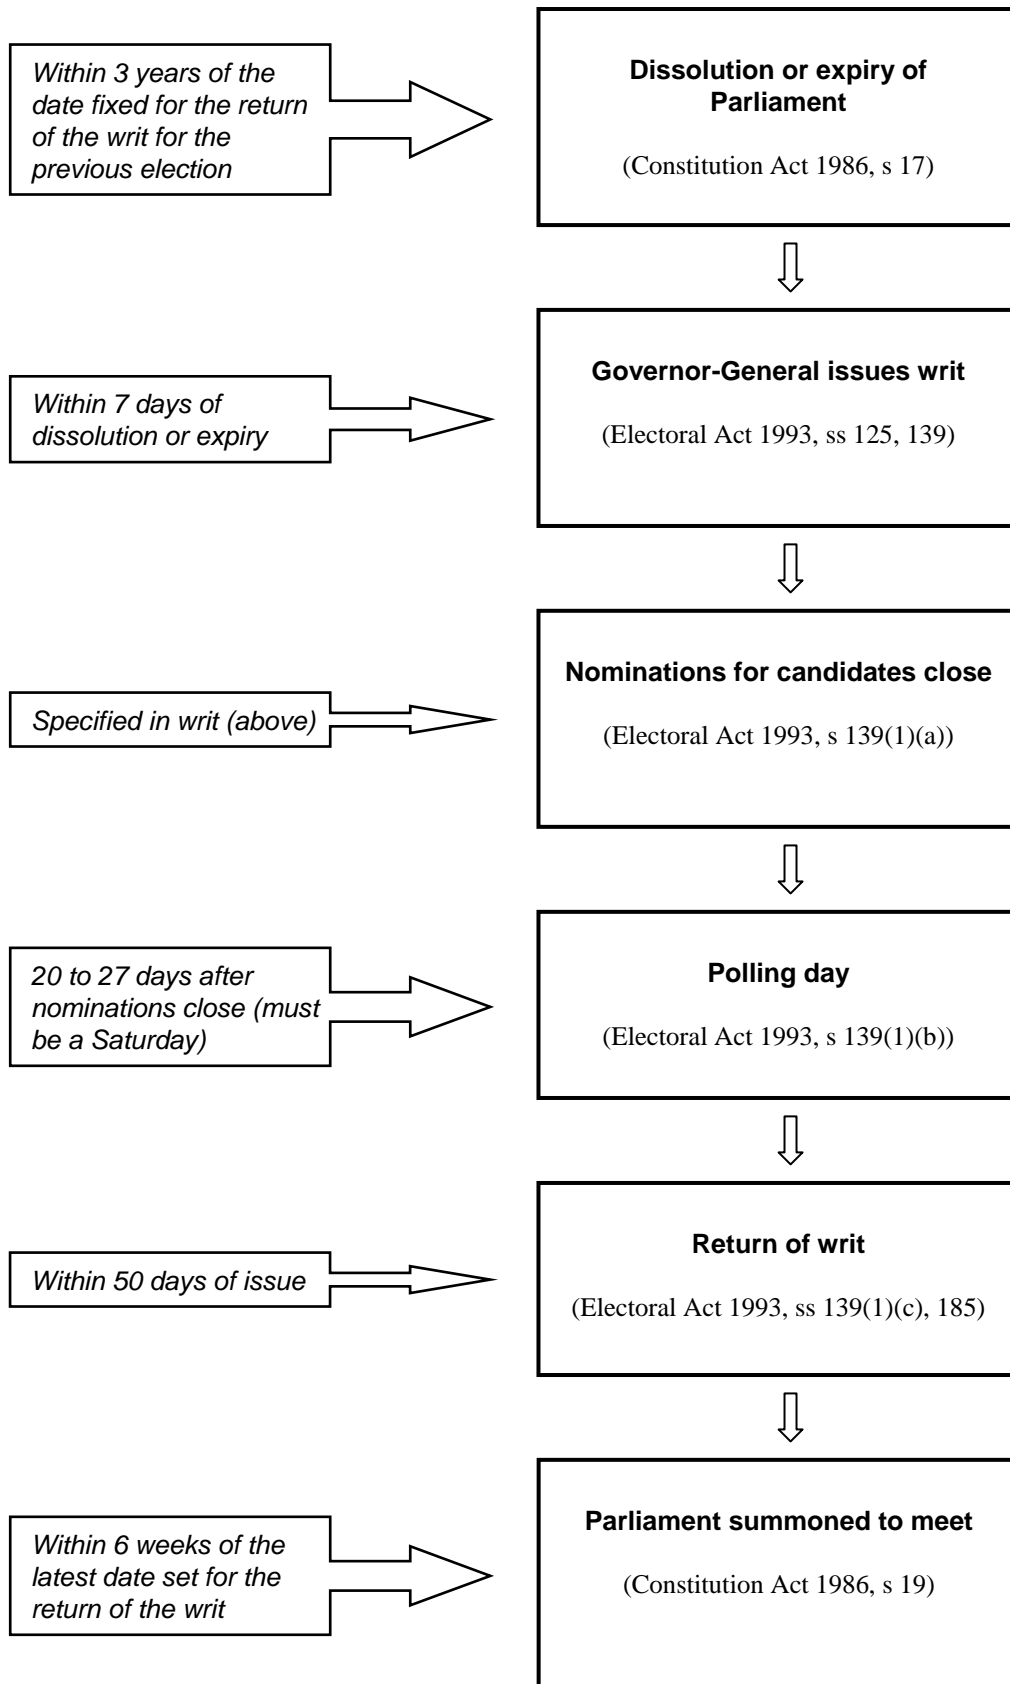 Within 3 years of the
date fixed for the return
of the writ for the
previous election
Dissolution or expiry of
Parliament
(Constitution Act 1986, s 17)
Within 7 days of
dissolution or expiry
Governor-General issues writ
(Electoral Act 1993, ss 125, 139)
Specified in writ (above)
Nominations for candidates close
(Electoral Act 1993, s 139(1)(a))
20 to 27 days after
nominations close (must
be a Saturday)
Polling day
(Electoral Act 1993, s 139(1)(b))
Within 50 days of issue
Return of writ
(Electoral Act 1993, ss 139(1)(c), 185)
Within 6 weeks of the
latest date set for the
return of the writ
Parliament summoned to meet
(Constitution Act 1986, s 19)